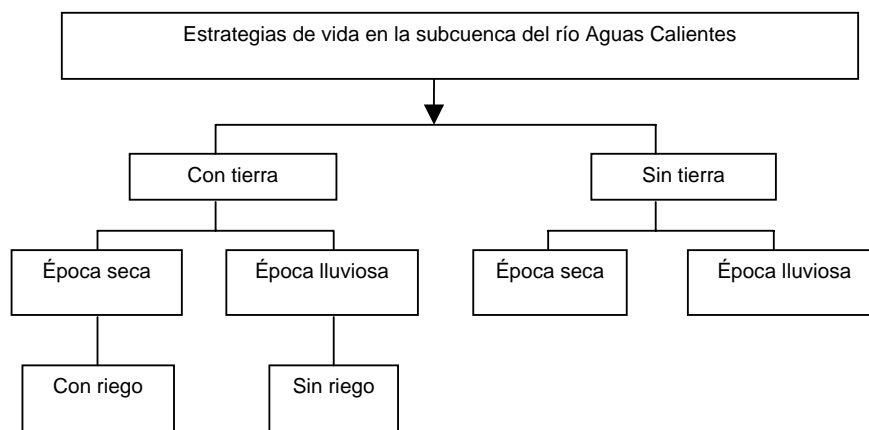 Estrategias de vida en la subcuenca del río Aguas Calientes
Con tierra
Sin tierra
Época seca
Época lluviosa
Época seca
Época lluviosa
Con riego
Sin riego